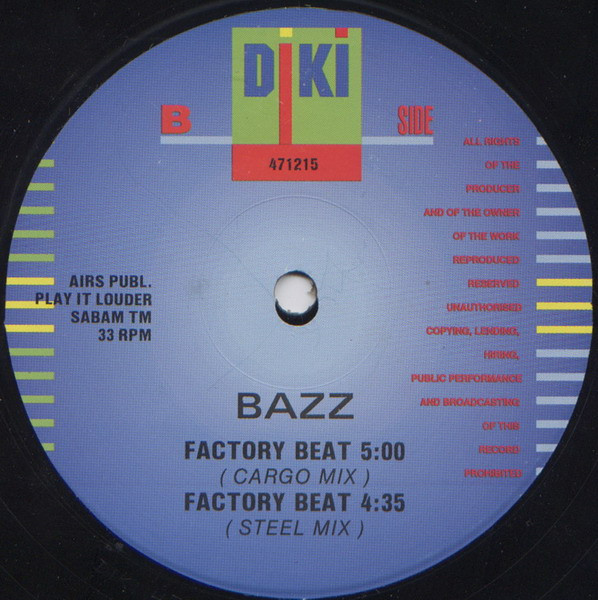 DiKi
B SIDE
471215
ALL RIGHTS
OF THE
PRODUCER
AND OF THE OWNER
OF THE WORK
REPRODUCED
RESERVED
UNAUTHORISED
COPYING, LENDING,
HIRING,
PUBLIC PERFORMANCE
AND BROADCASTING
OF THIS
RECORD
PROHIBITED
AIRS PUBL.
PLAY IT LOUDER
SABAM TM
33 RPM
BAZZ
FACTORY BEAT 5:00
( CARGO MIX )
FACTORY BEAT 4:35
( STEEL MIX )